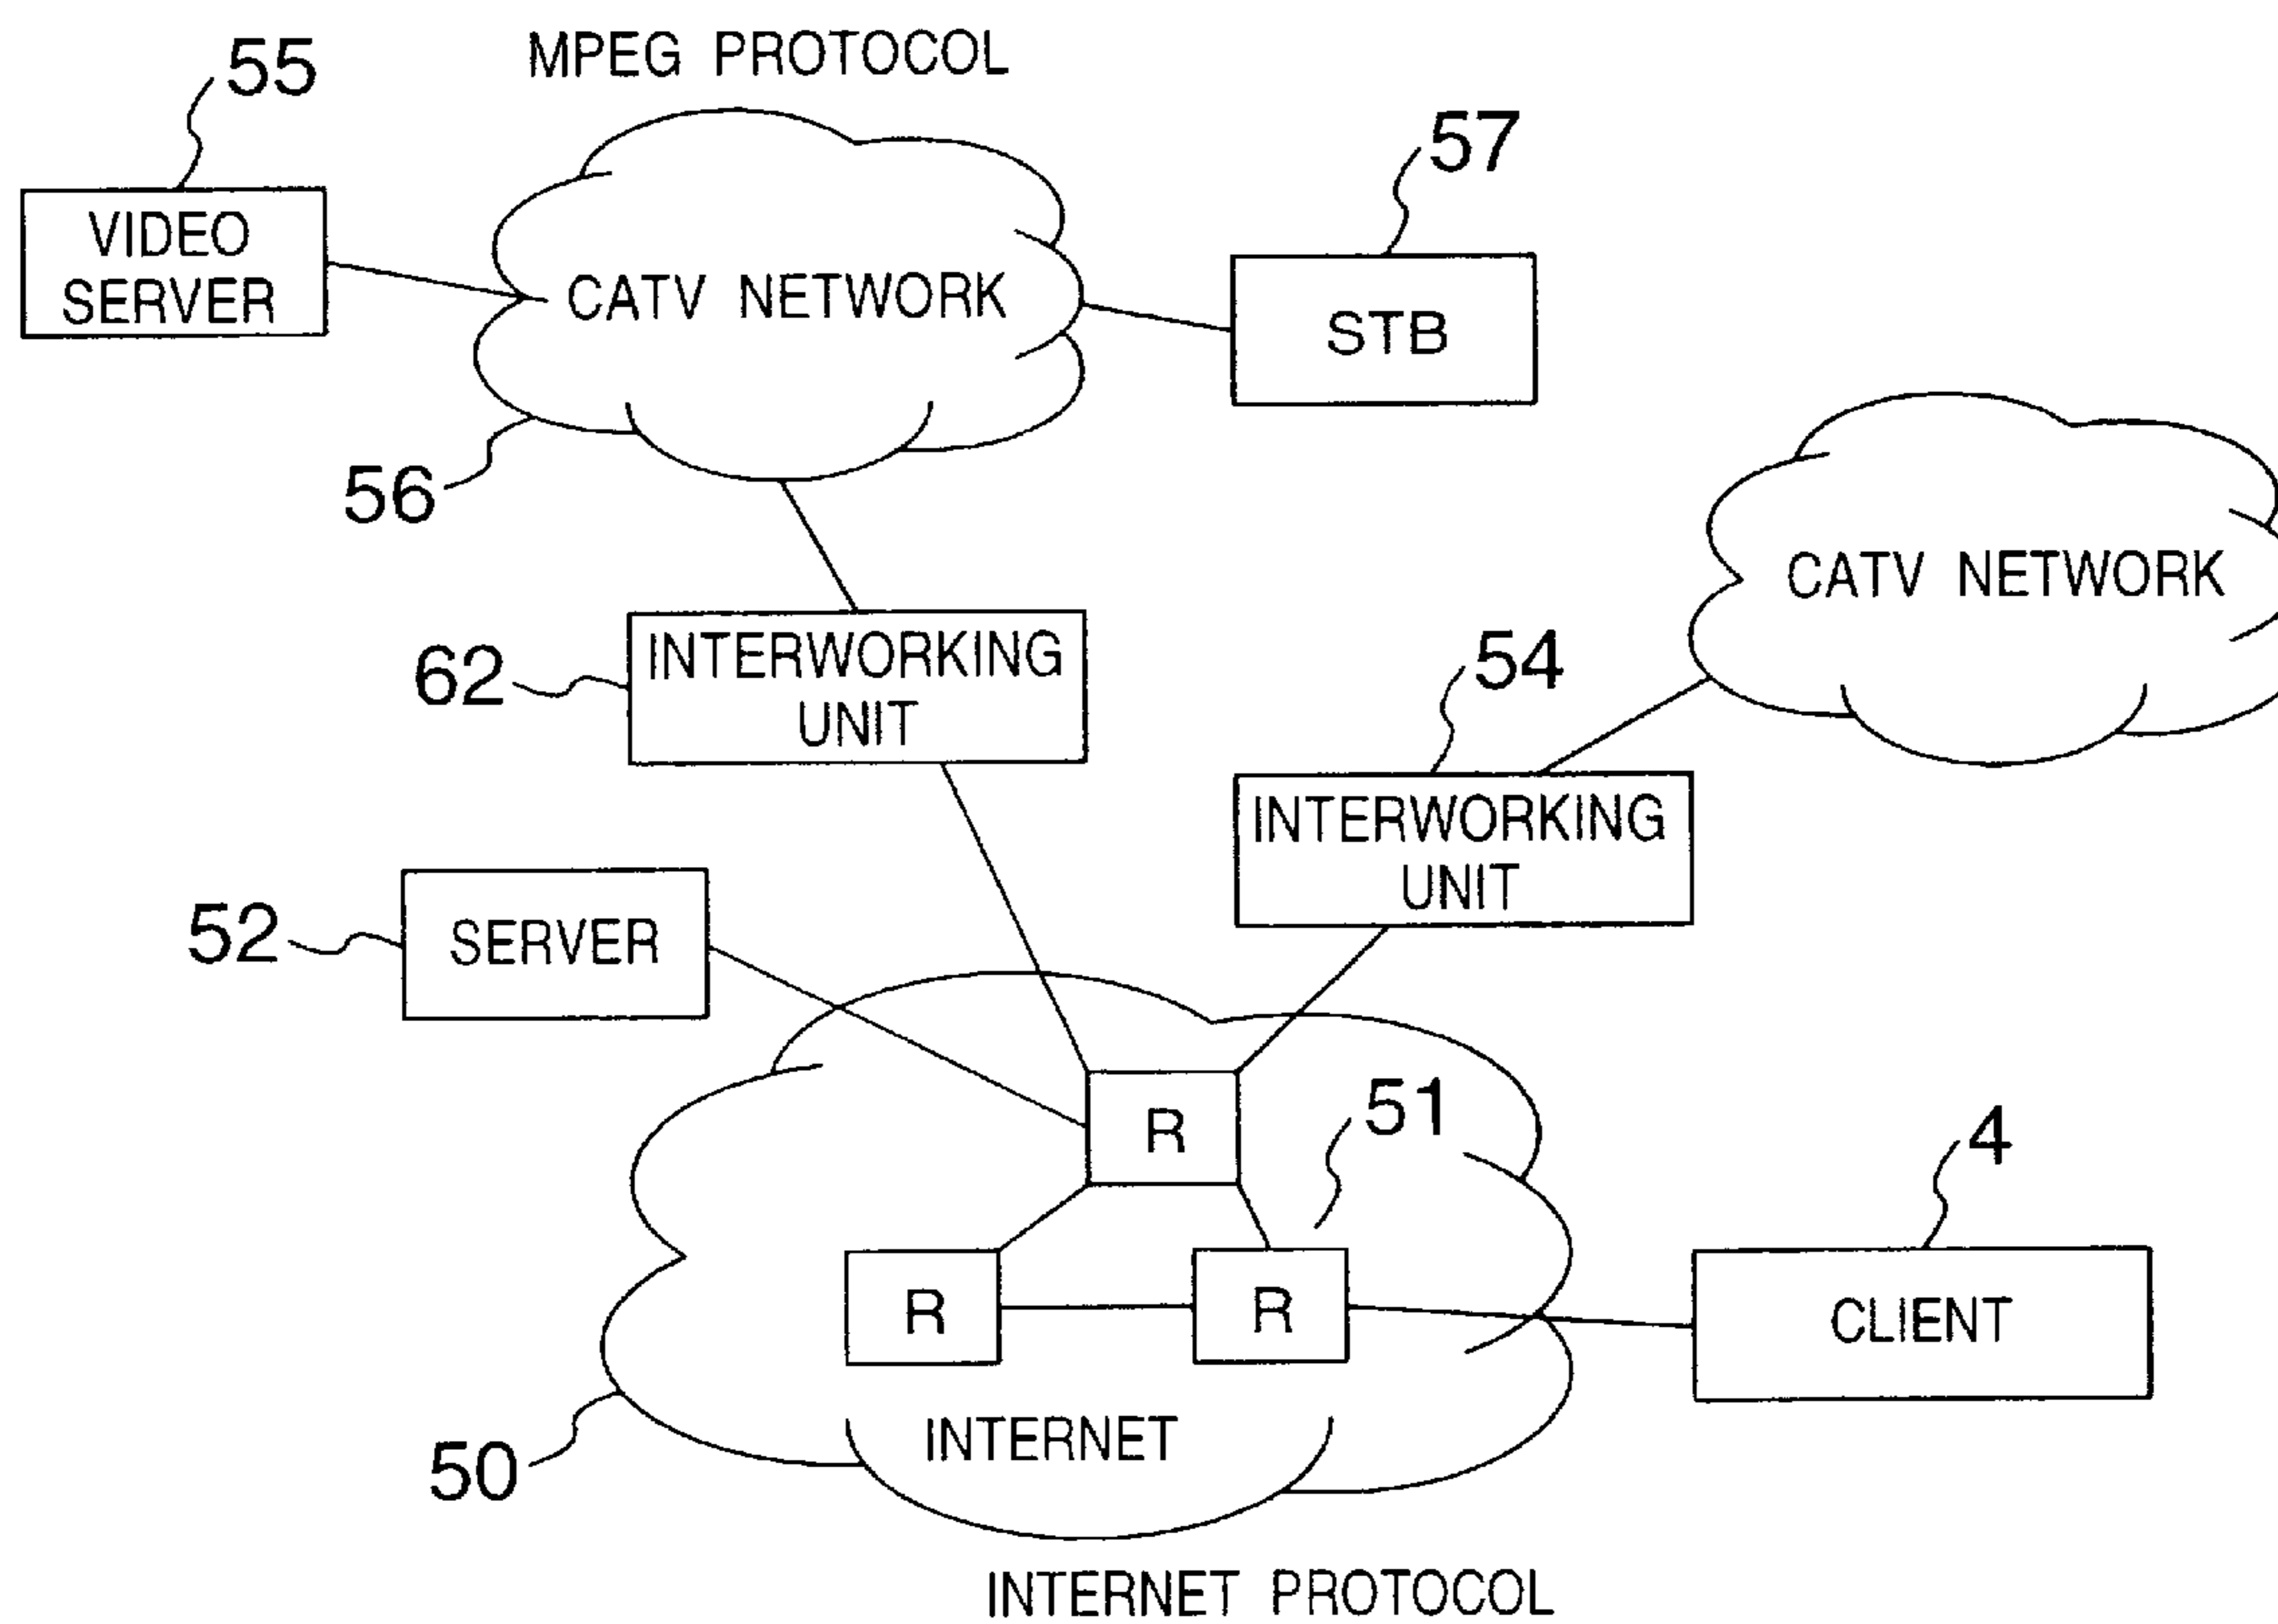 MPEG PROTOCOL
55
57
VIDEO
SERVER
CATV NETWORK
STB
56
CATV NETWORK
62
INTERWORKING
UNIT
54
INTERWORKING
UNIT
52
SERVER
R
51
4
R
R
CLIENT
INTERNET
50
INTERNET PROTOCOL